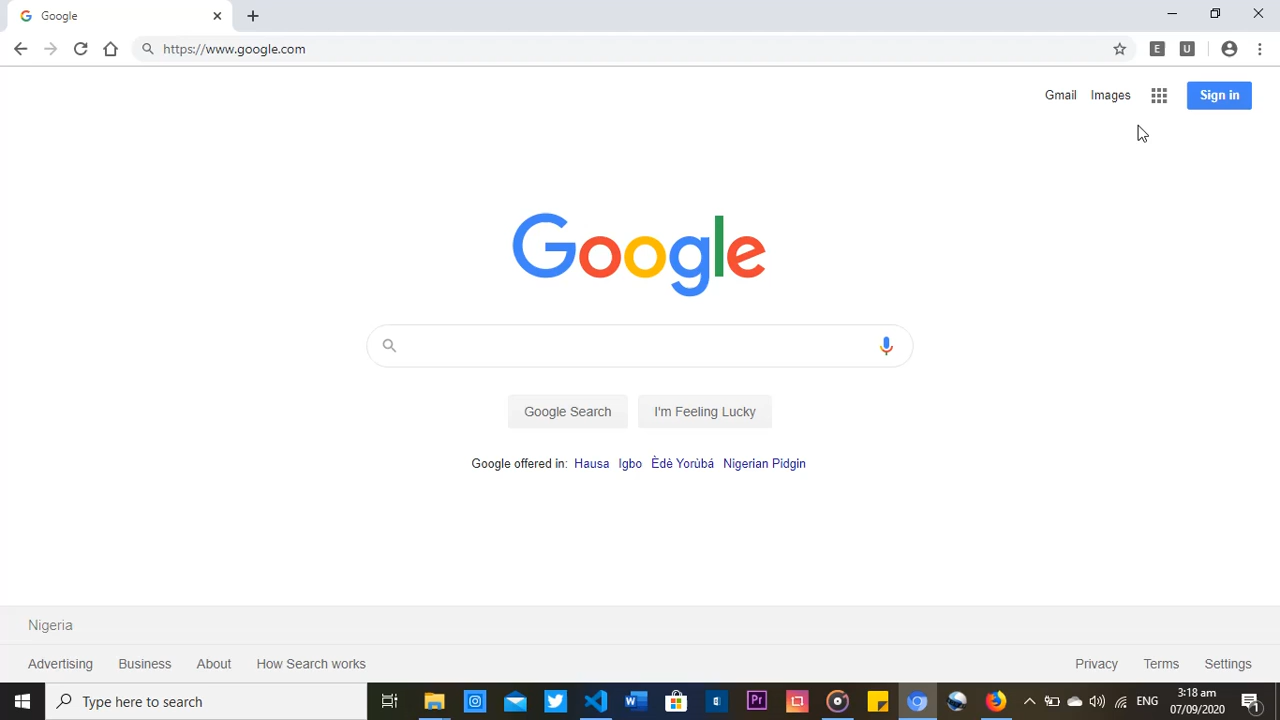 Google
https://www.google.com
E U
Gmail Images Sign in
Google
Google Search I'm Feeling Lucky
Google offered in: Hausa Igbo Èdè Yorùbá Nigerian Pidgin
Nigeria
Advertising Business About How Search works Privacy Terms Settings
Type here to search W Pr ENG 3:18 am
07/09/2020 1